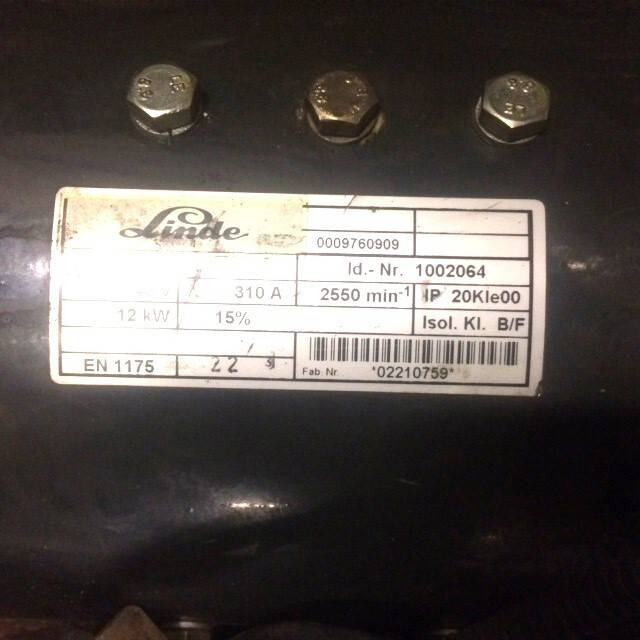 Linde
0009760909
Id.- Nr. 1002064
310 A 2550 min-1 IP 20Kle00
12 kW 15% Isol. Kl. B/F
EN 1175 22
Fab. Nr. *02210759*